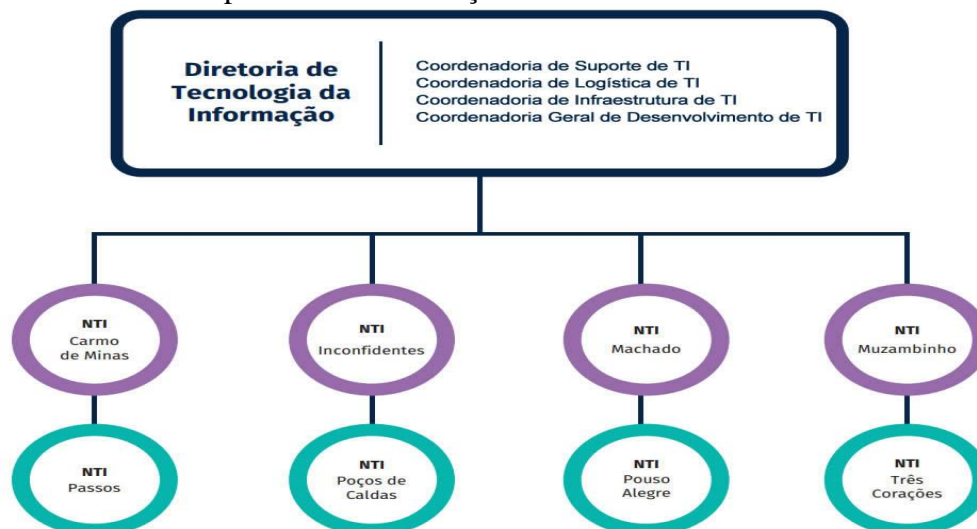 Diretoria de
Tecnologia da
Informação
Coordenadoria de Suporte de TI
Coordenadoria de Logística de TI
Coordenadoria de Infraestrutura de TI
Coordenadoria Geral de Desenvolvimento de TI
NTI
Carmo
de Minas
NTI
Inconfidentes
NTI
Machado
NTI
Muzambinho
NTI
Passos
NTI
Poços de
Caldas
NTI
Pouso
Alegre
NTI
Três
Corações